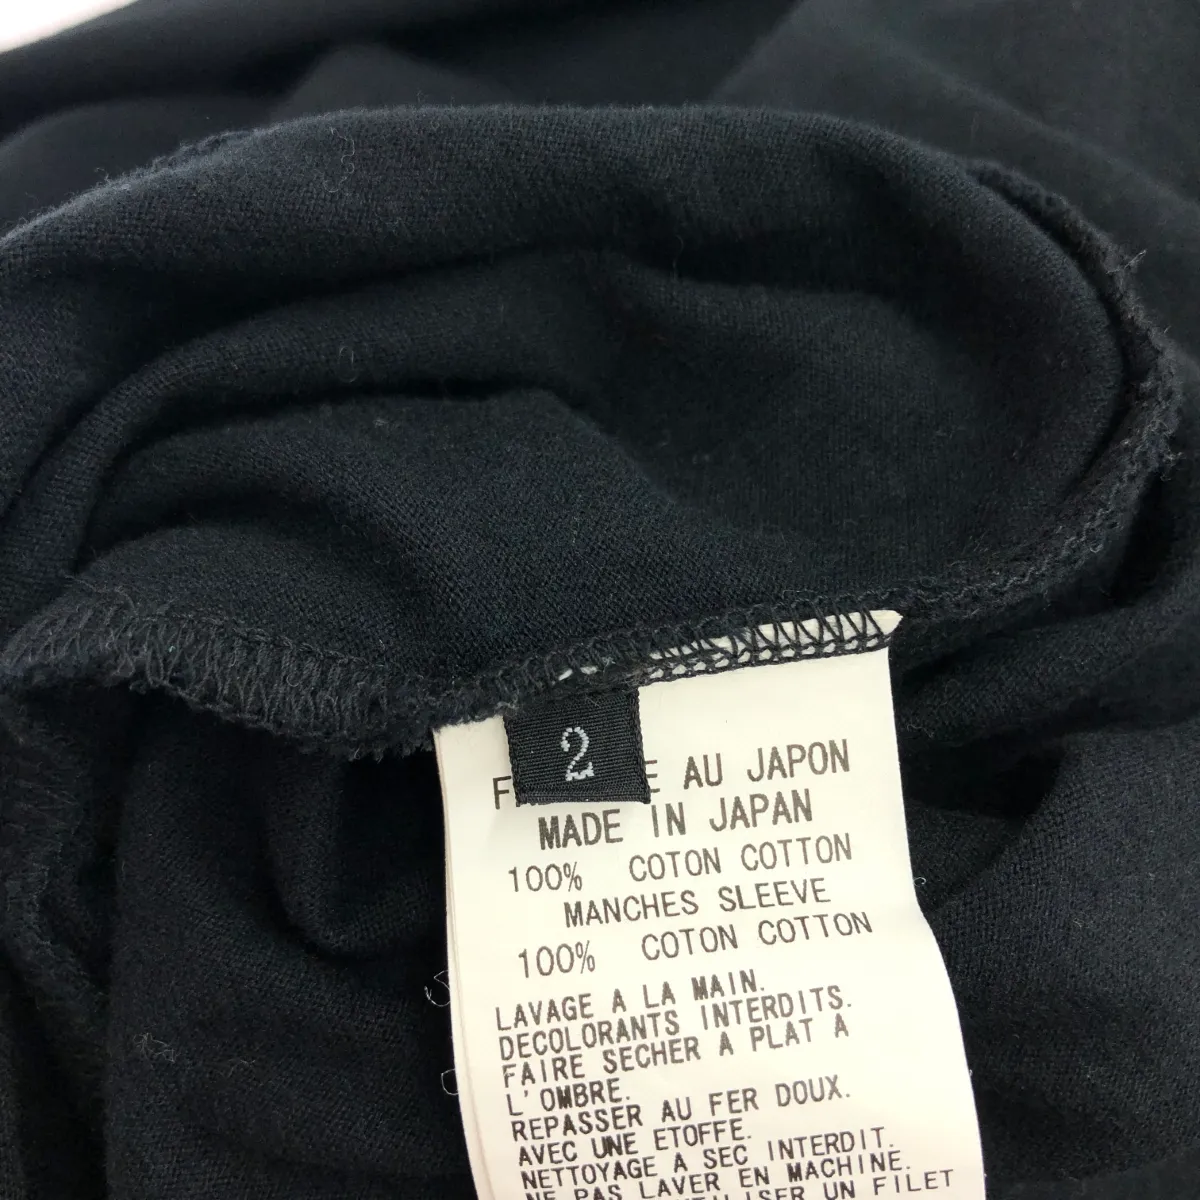 2
AU JAPON
MADE IN JAPAN
100% COTON COTTON
MANCHES SLEEVE
100% COTON COTTON
LAVAGE A LA MAIN.
DECOLORANTS INTERDITS.
FAIRE SECHER A PLAT A
L'OMBRE.
REPASSER AU FER DOUX.
AVEC UNE ETOFFE.
NETTOYAGE A SEC INTERDIT.
NE PAS LAVER EN MACHINE.
UN FILET